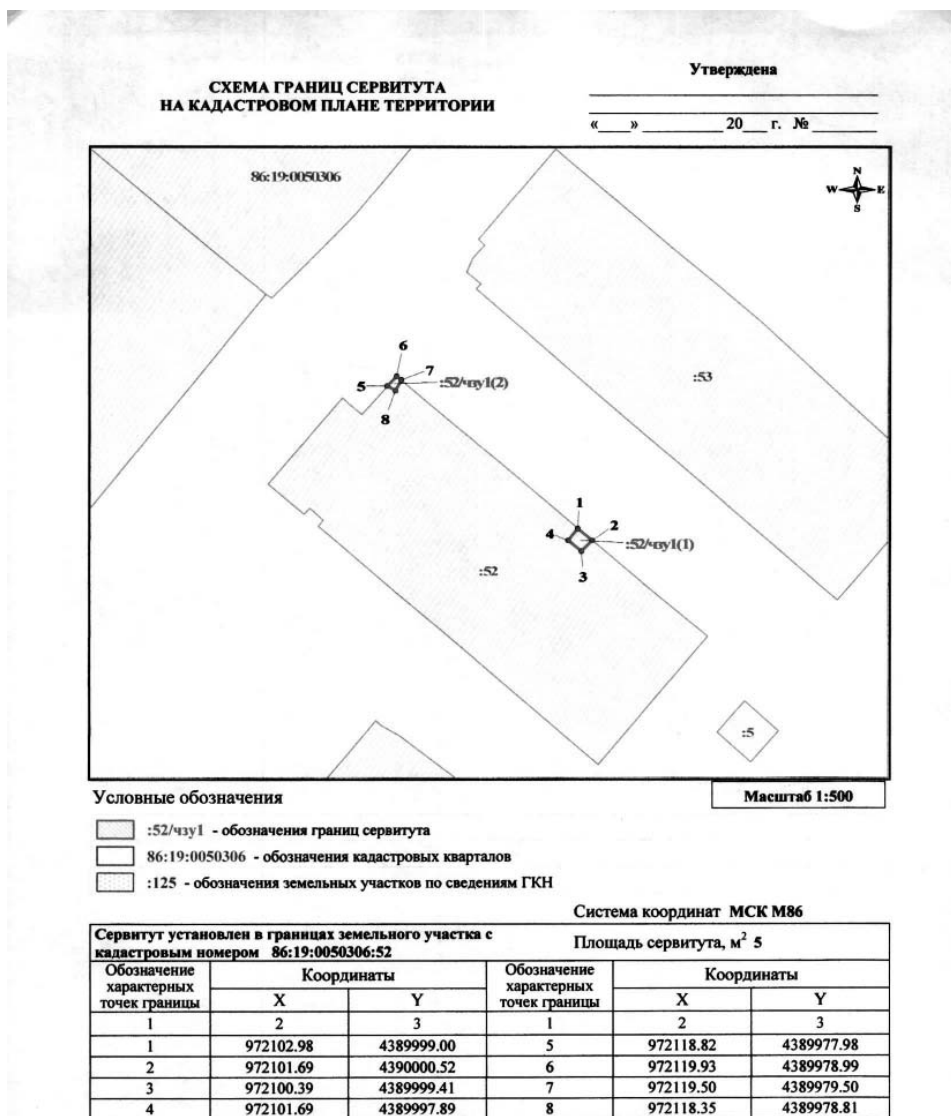 Утверждена
СХЕМА ГРАНИЦ СЕРВИТУТА
НА КАДАСТРОВОМ ПЛАНЕ ТЕРРИТОРИИ
«___» ________ 20__ г. № ______
86:19:0050306
N
W E
S
:53
6
7
5
:52/чзу1(2)
8
1
2
4
:52/чзу1(1)
3
:52
:5
Условные обозначения
Масштаб 1:500
:52/чзу1 - обозначения границ сервитута
86:19:0050306 - обозначения кадастровых кварталов
:125 - обозначения земельных участков по сведениям ГКН
Система координат МСК М86
Сервитут установлен в границах земельного участка с
кадастровым номером 86:19:0050306:52
Площадь сервитута, м² 5
Обозначение характерных точек границы Координаты Обозначение характерных точек границы Координаты
X Y X Y
1 2 3 1 2 3
1 972102.98 4389999.00 5 972118.82 4389977.98
2 972101.69 4390000.52 6 972119.93 4389978.99
3 972100.39 4389999.41 7 972119.50 4389979.50
4 972101.69 4389997.89 8 972118.35 4389978.81